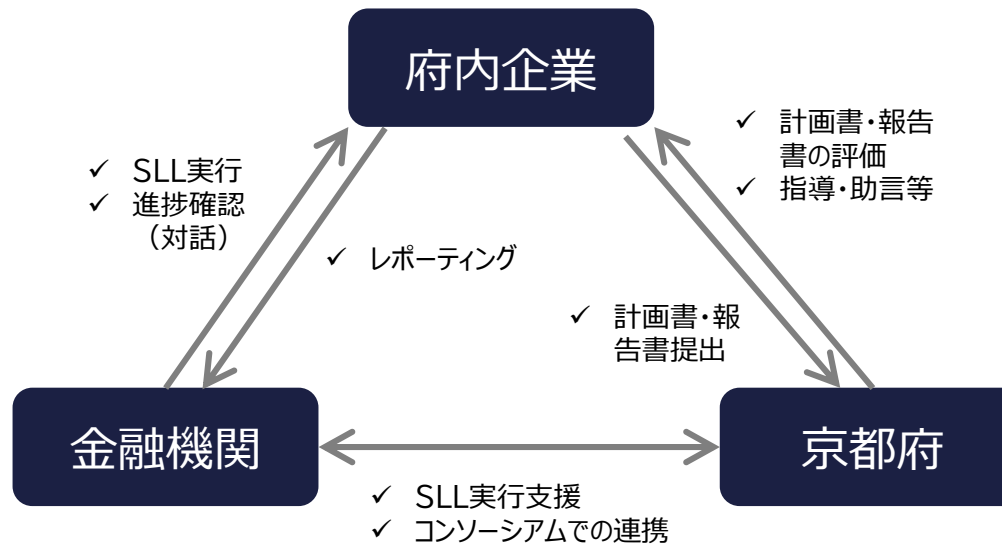 府内企業
✓ SLL実行
✓ 進捗確認
（対話）
✓ レポーティング
✓ 計画書・報告
書の評価
✓ 指導・助言等
✓ 計画書・報
告書提出
金融機関
京都府
✓ SLL実行支援
✓ コンソーシアムでの連携